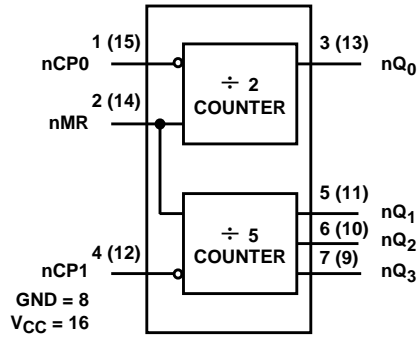 1 (15)
nCP0
2 (14)
nMR
÷ 2
COUNTER
3 (13)
nQ0
÷ 5
COUNTER
5 (11)
nQ1
6 (10)
nQ2
7 (9)
nQ3
4 (12)
nCP1
GND = 8
VCC = 16